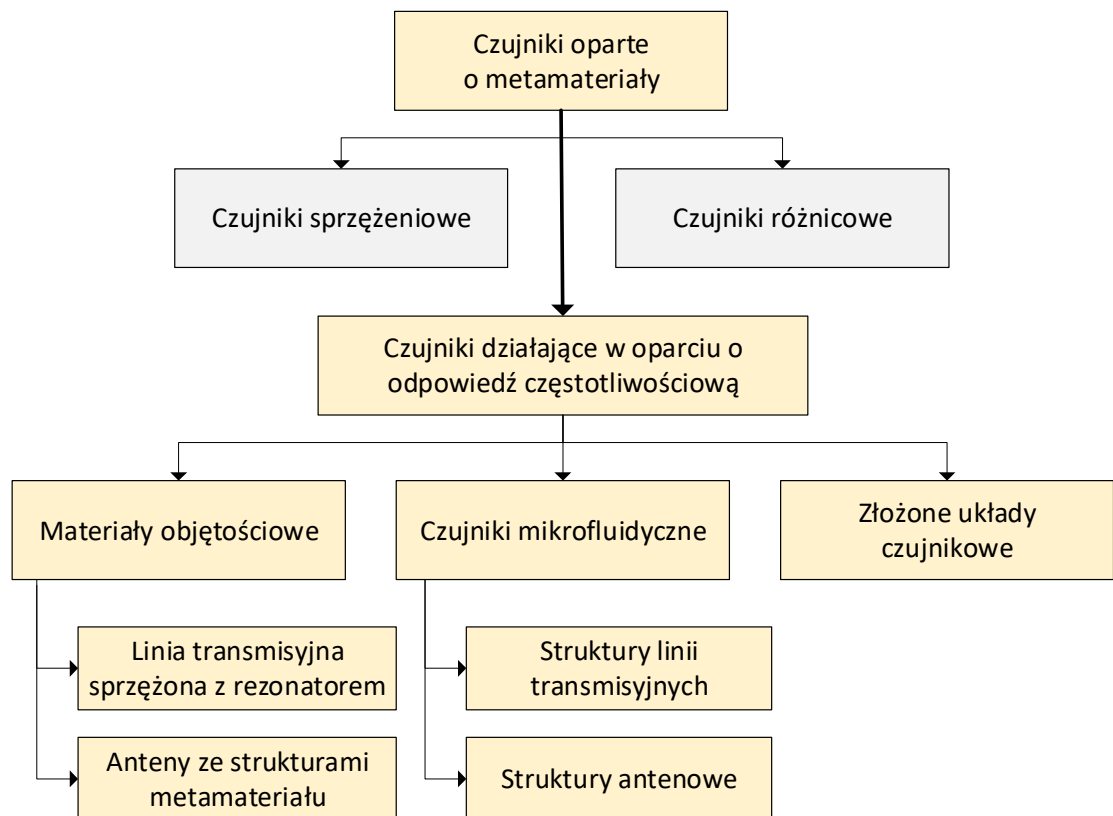 Czujniki oparte
o metamateriały
Czujniki sprzężeniowe
Czujniki różnicowe
Czujniki działające w oparciu o
odpowiedź częstotliwościową
Materiały objętościowe
Czujniki mikrofluidyczne
Złożone układy
czujnikowe
Linia transmisyjna
sprzężona z rezonatorem
Struktury linii
transmisyjnych
Anteny ze strukturami
metamateriału
Struktury antenowe